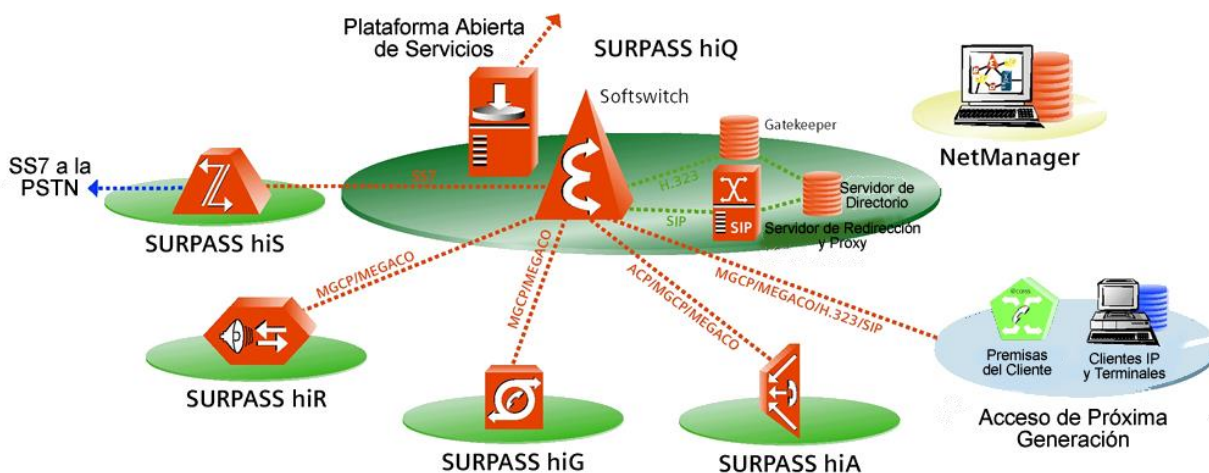 Plataforma Abierta
de Servicios
SURPASS hiQ
Softswitch
Gatekeeper
NetManager
SS7 a la
PSTN
SS7
H.323
SIP
SIP
Servidor de
Directorio
Servidor de Redirección
y Proxy
SURPASS hiS
MGCP/MEGACO
MGCP/MEGACO
ACP/MGCP/MEGACO
MGCP/MEGACO/H.323/SIP
SURPASS hiR
SURPASS hiG
SURPASS hiA
Premisas
del Cliente
Clientes IP
y Terminales
Acceso de Próxima
Generación